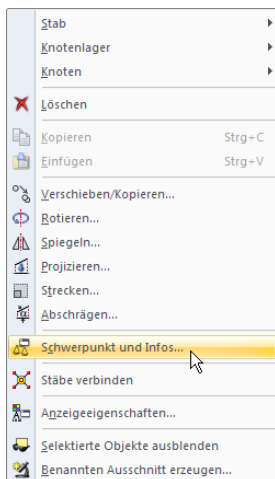 Stab
Knotenlager
Knoten
Löschen
Kopieren Strg+C
Einfügen Strg+V
Verschieben/Kopieren...
Rotieren...
Spiegeln...
Projizieren...
Strecken...
Abschrägen...
Schwerpunkt und Infos...
Stäbe verbinden
Anzeigeeigenschaften...
Selektierte Objekte ausblenden
Benannten Ausschnitt erzeugen...